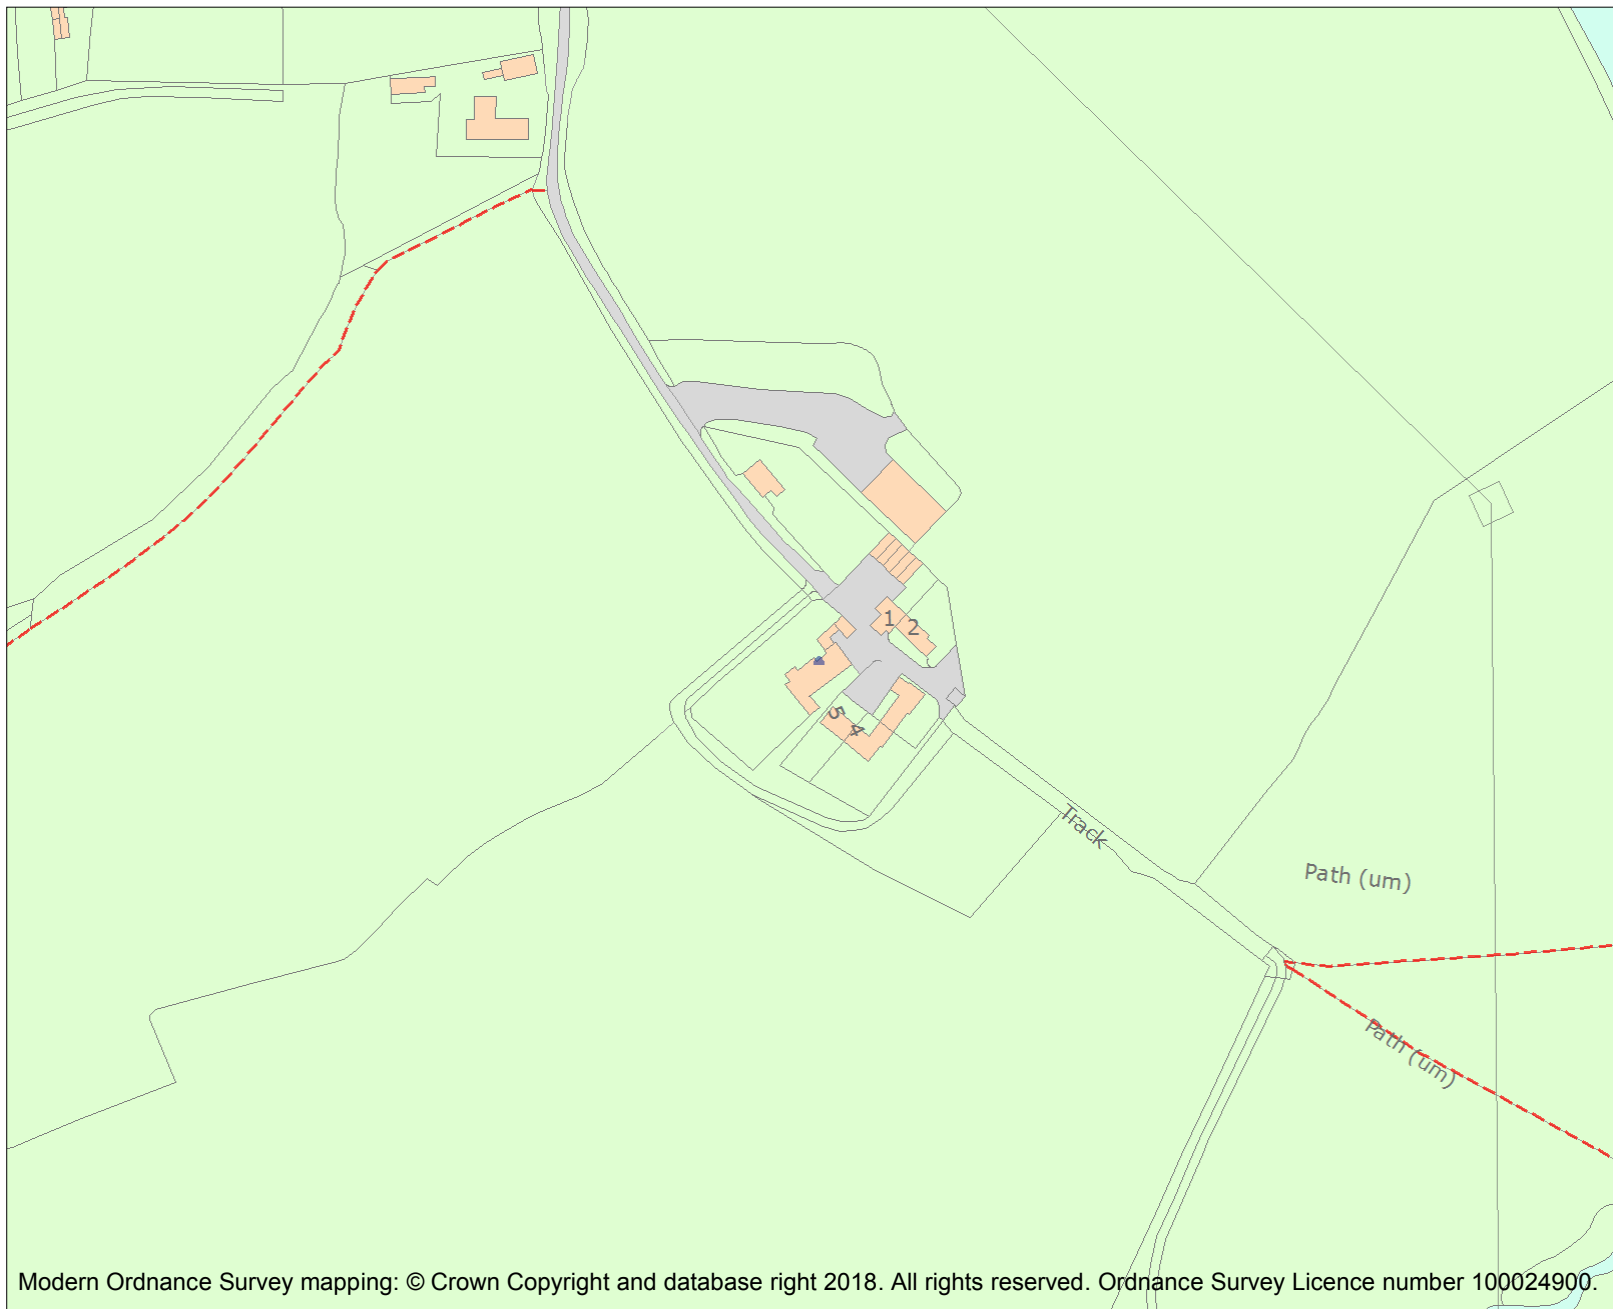 1
2
5
4
Track
Path (um)
Path (um)
Modern Ordnance Survey mapping: © Crown Copyright and database right 2018. All rights reserved. Ordnance Survey Licence number 100024900.